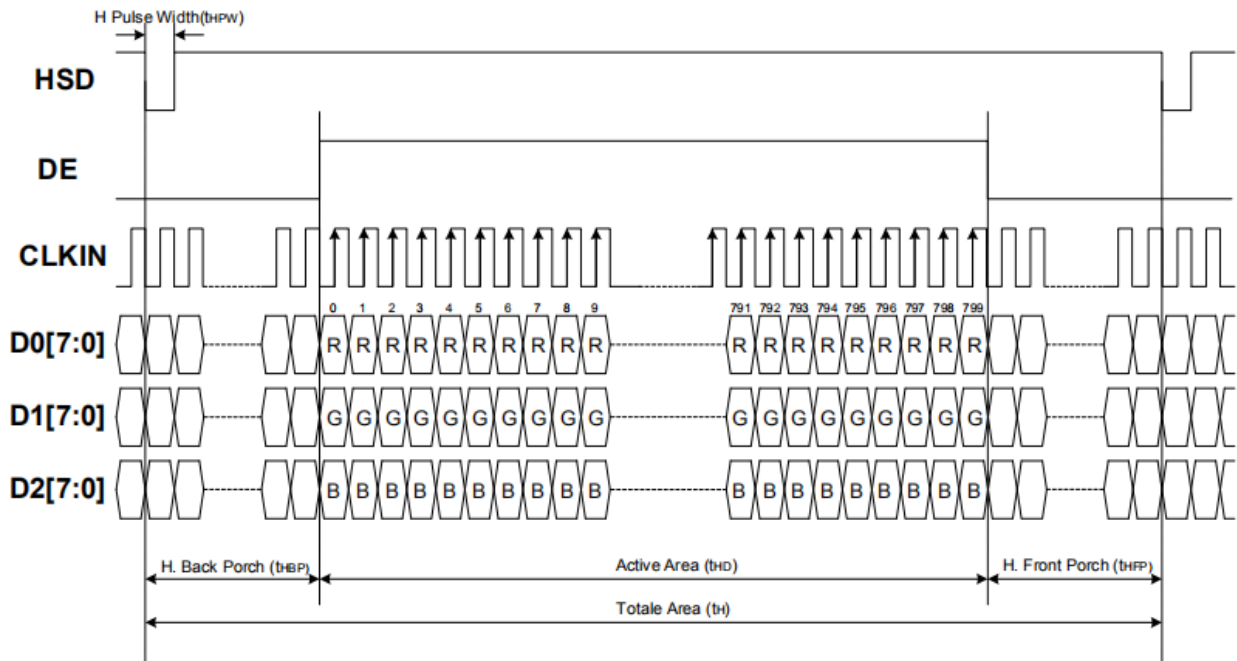 H Pulse Width(tHPW)
HSD
DE
CLKIN
0 1 2 3 4 5 6 7 8 9 791 792 793 794 795 796 797 798 799
D0[7:0] R R R R R R R R R R R R R R R R R R R
D1[7:0] G G G G G G G G G G G G G G G G G G G
D2[7:0] B B B B B B B B B B B B B B B B B B B
H. Back Porch (tHBP) Active Area (tHD) H. Front Porch (tHFP)
Totale Area (tH)